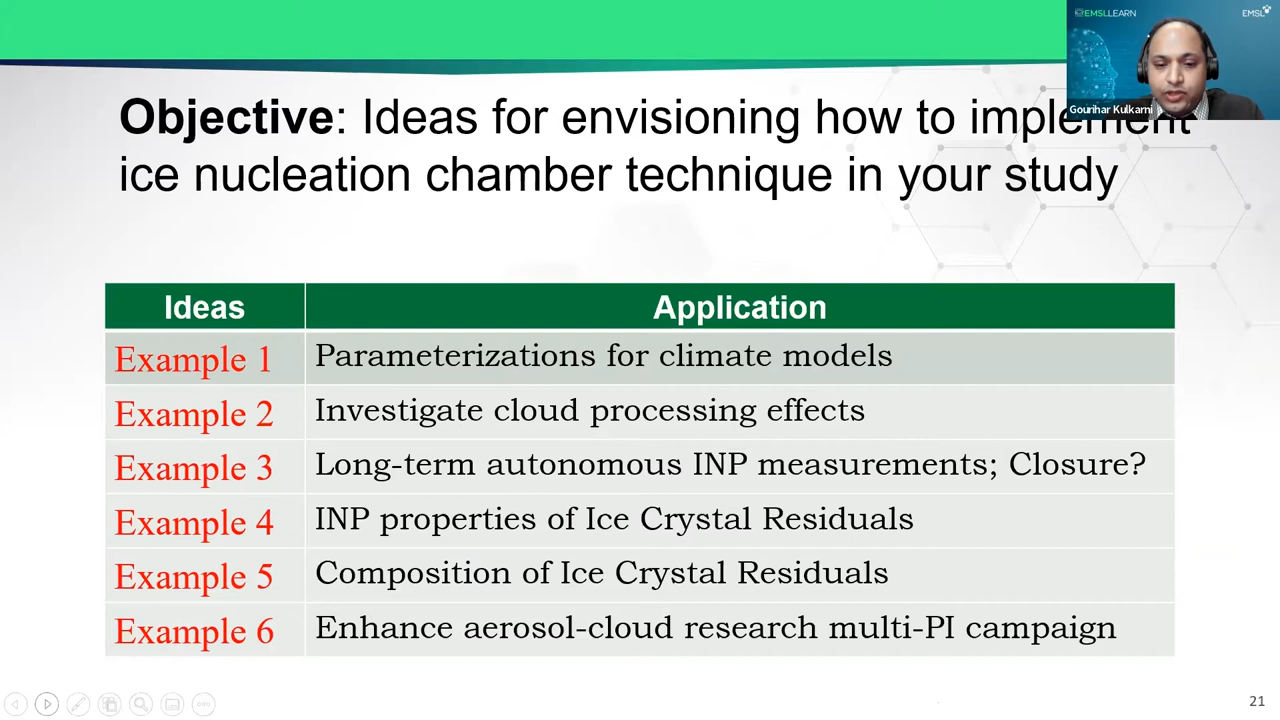 EMSLLEARN
EMSL
Gourihar Kulkarni
Objective: Ideas for envisioning how to implement
ice nucleation chamber technique in your study
Ideas Application
Example 1 Parameterizations for climate models
Example 2 Investigate cloud processing effects
Example 3 Long-term autonomous INP measurements; Closure?
Example 4 INP properties of Ice Crystal Residuals
Example 5 Composition of Ice Crystal Residuals
Example 6 Enhance aerosol-cloud research multi-PI campaign
21